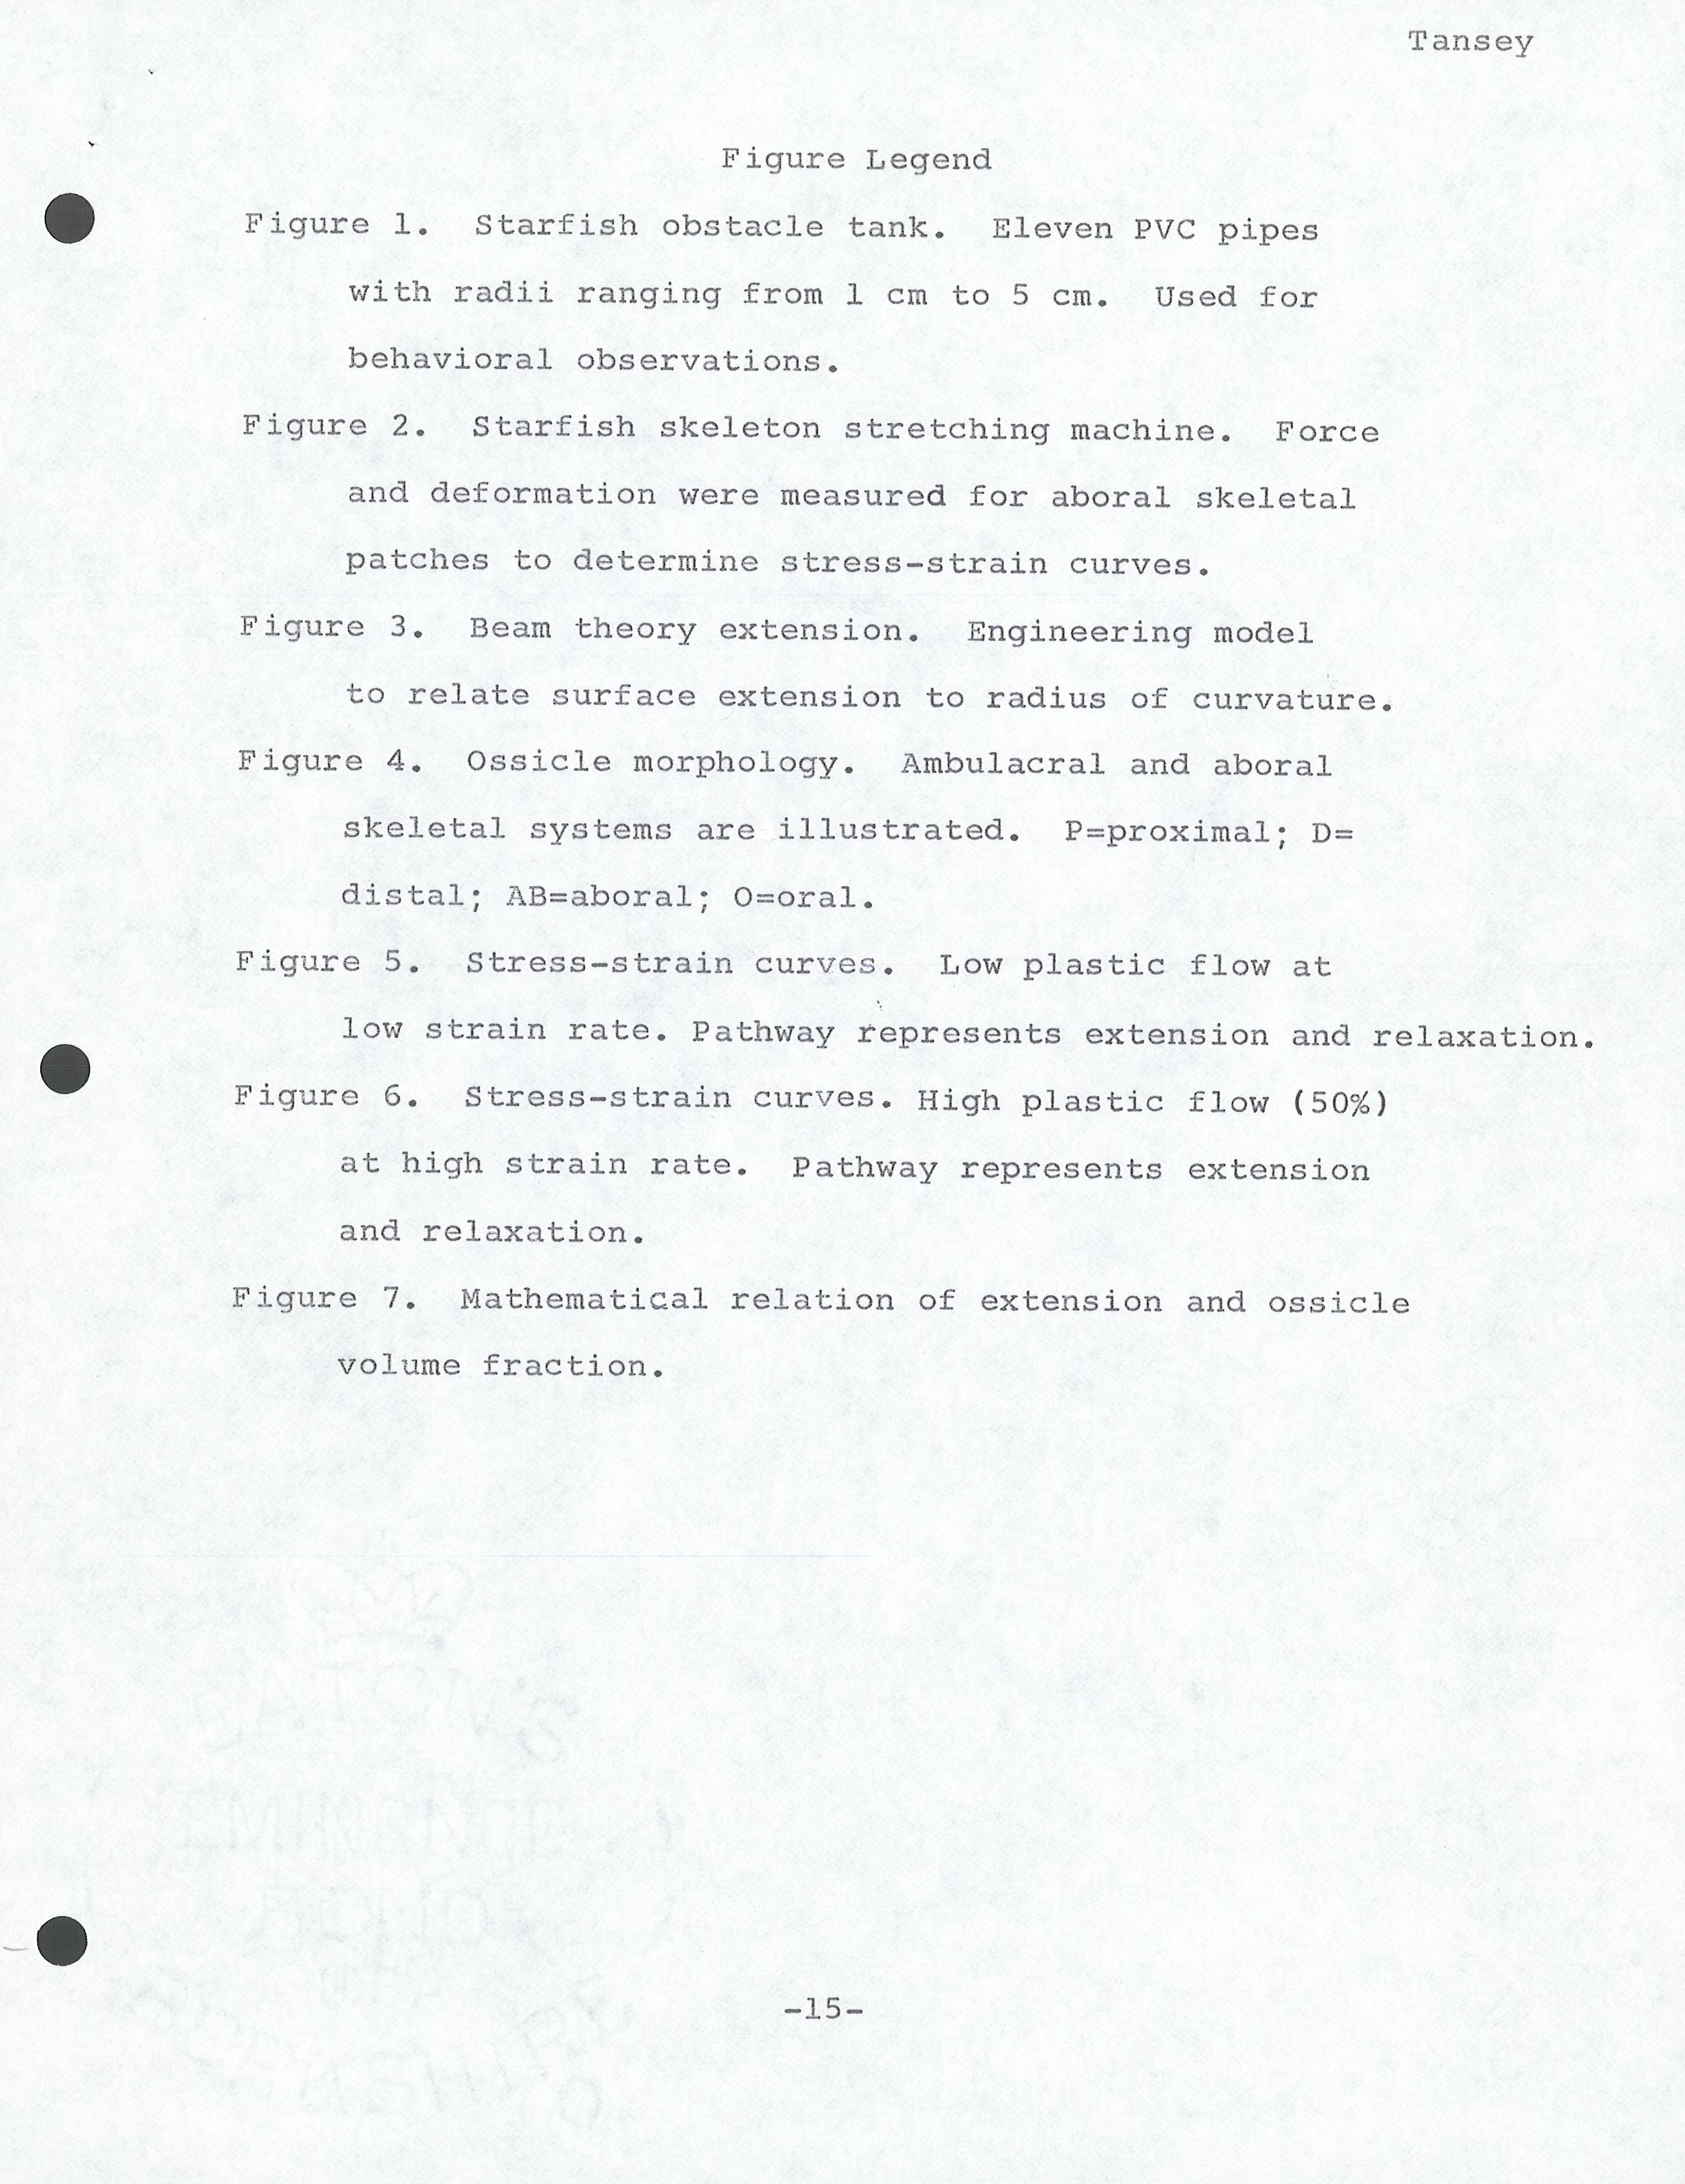 Tansey
Figure Legend
Figure 1.  Starfish obstacle tank.  Eleven PVC pipes
with radii ranging from 1 cm to 5 cm.  Used for
behavioral observations.
Figure 2.  Starfish skeleton stretching machine.  Force
and deformation were measured for aboral skeletal
patches to determine stress-strain curves.
Figure 3.  Beam theory extension.  Engineering model
to relate surface extension to radius of curvature.
Figure 4.  Ossicle morphology.  Ambulacral and aboral
skeletal systems are illustrated.  P=proximal; D=
distal; AB=aboral; O=oral.
Figure 5.  Stress-strain curves.  Low plastic flow at
low strain rate. Pathway represents extension and relaxation.
Figure 6.  Stress-strain curves. High plastic flow (50%)
at high strain rate.  Pathway represents extension
and relaxation.
Figure 7.  Mathematical relation of extension and ossicle
volume fraction.
-15-